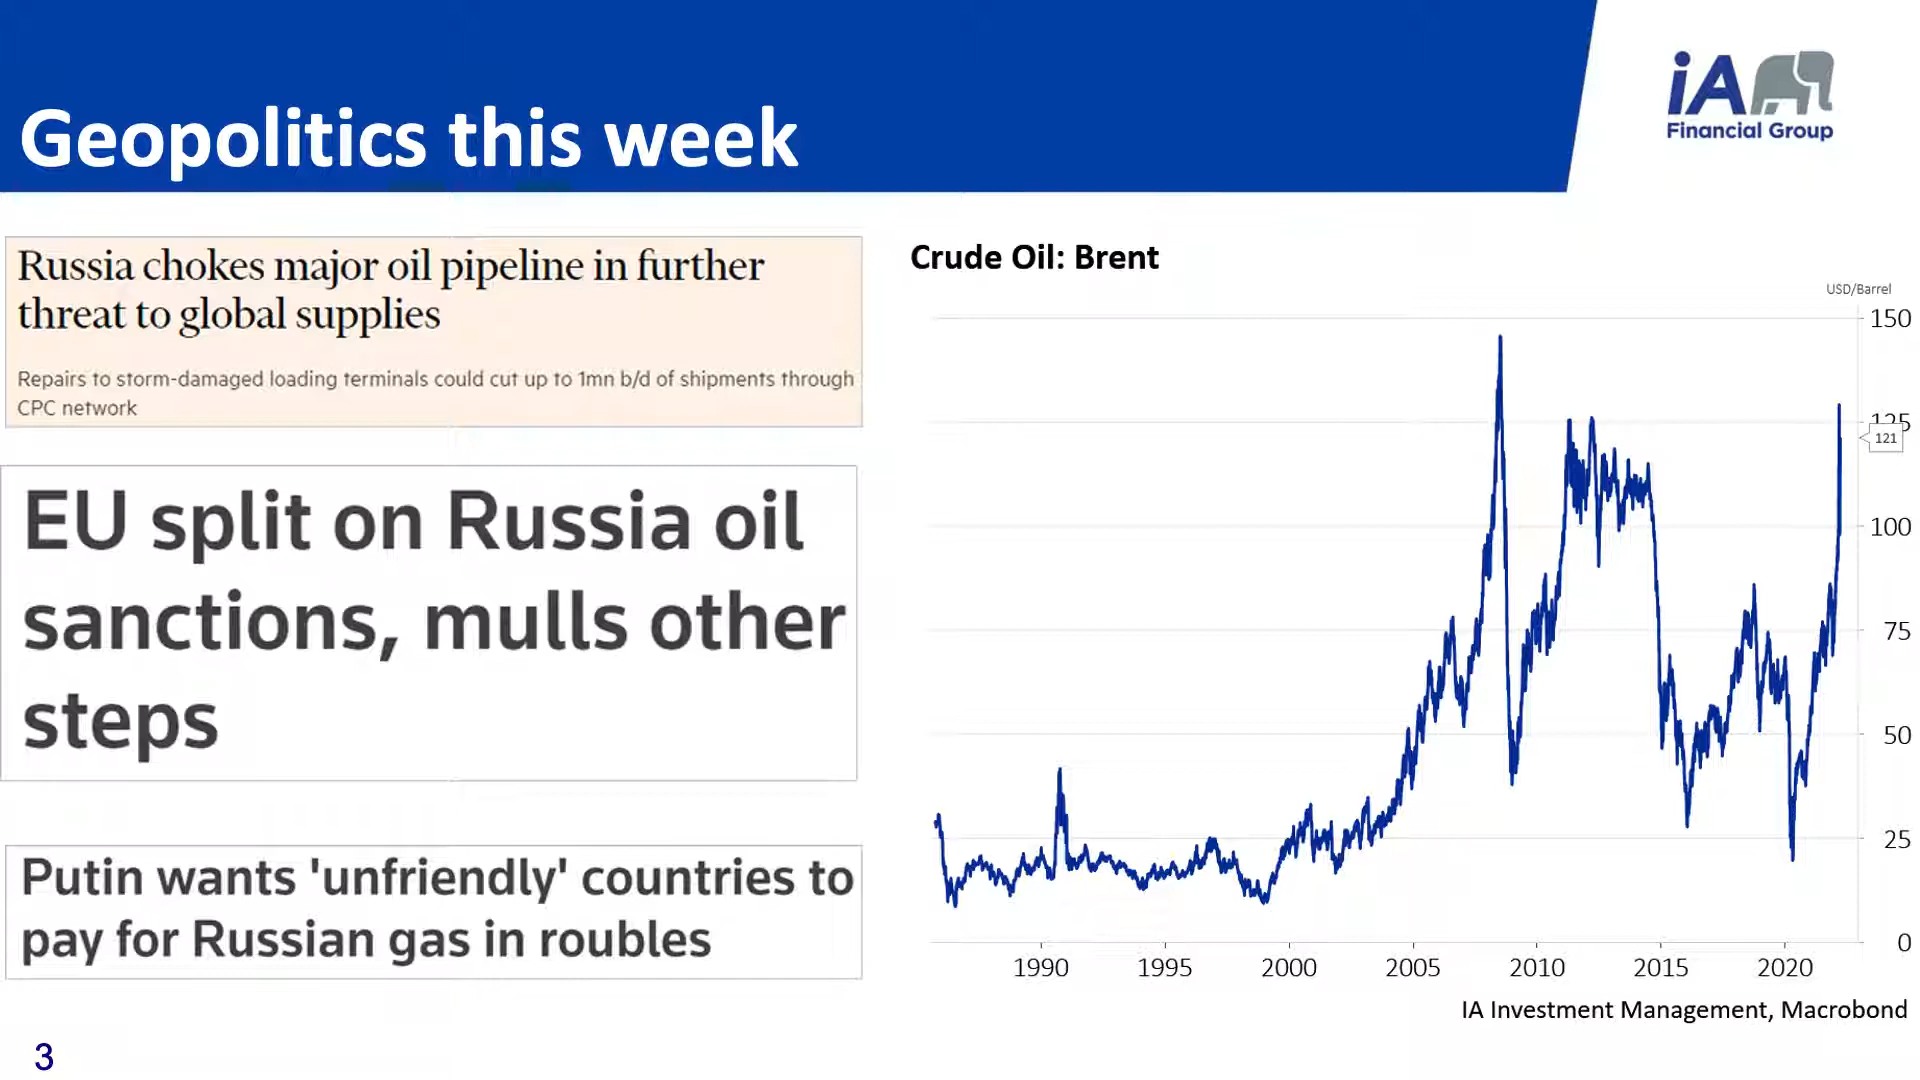 Geopolitics this week
iA
Financial Group
Russia chokes major oil pipeline in further
threat to global supplies
Repairs to storm-damaged loading terminals could cut up to 1mn b/d of shipments through
CPC network
EU split on Russia oil
sanctions, mulls other
steps
Putin wants 'unfriendly' countries to
pay for Russian gas in roubles
3
Crude Oil: Brent
USD/Barrel
150
125
121
100
75
50
25
0
1990 1995 2000 2005 2010 2015 2020
IA Investment Management, Macrobond